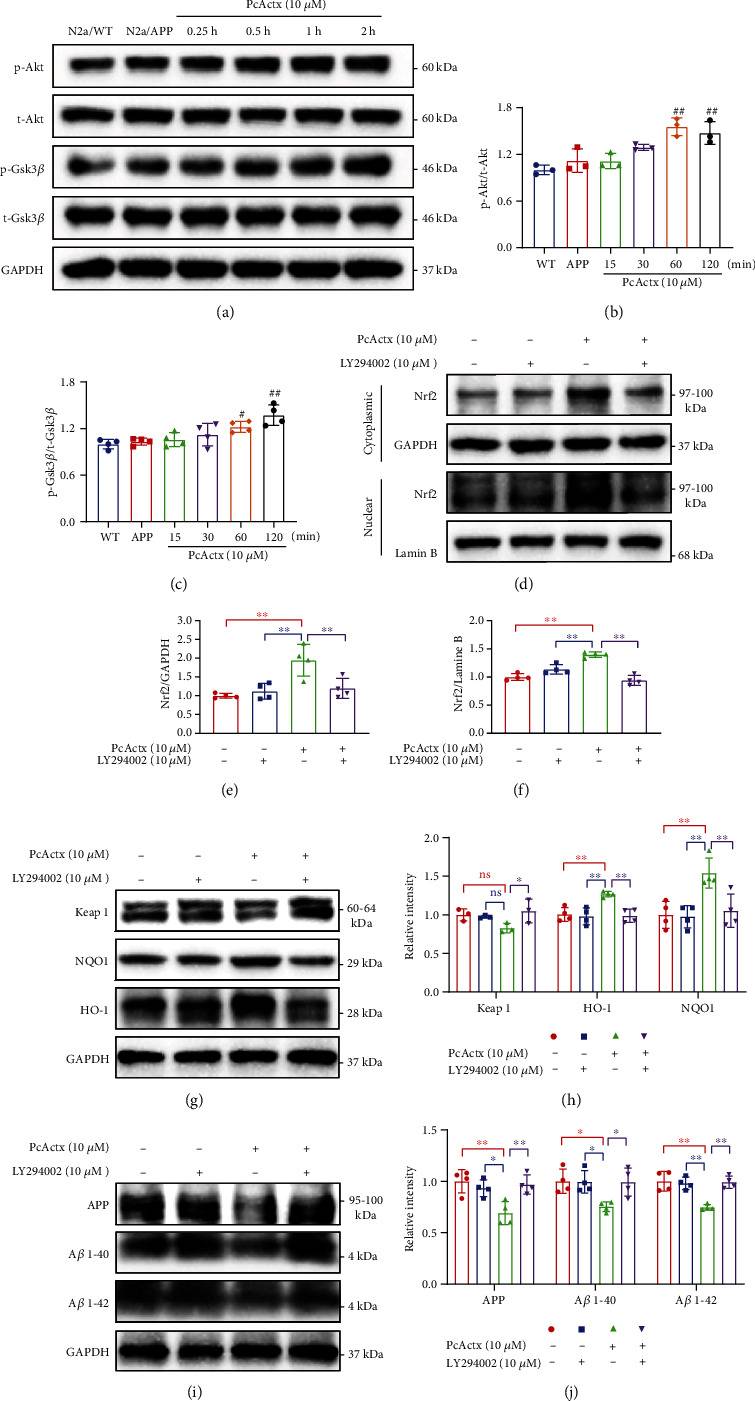 PcActx (10 μM)
N2a/WT N2a/APP 0.25 h 0.5 h 1 h 2 h
p-Akt 60 kDa
t-Akt 60 kDa
p-Gsk3β 46 kDa
t-Gsk3β 46 kDa
GAPDH 37 kDa
(a)
p-Akt/t-Akt
1.8
1.2
0.6
0.0
## ##
WT APP 15 30 60 120 (min)
PcActx (10 μM)
(b)
p-Gsk3β/t-Gsk3β
1.8
1.2
0.6
0.0
# ##
WT APP 15 30 60 120 (min)
PcActx (10 μM)
(c)
PcActx (10 μM) – – + +
LY294002 (10 μM ) – + – +
Cytoplasmic
Nrf2 97-100
kDa
GAPDH 37 kDa
Nuclear
Nrf2 97-100
kDa
Lamin B 68 kDa
(d)
Nrf2/GAPDH
3.0
2.5
2.0
1.5
1.0
0.5
0.0
**
** **
PcActx (10 μM) – – + +
LY294002 (10 μM) – + – +
(e)
Nrf2/Lamine B
2.0
1.5
1.0
0.5
0.0
**
** **
PcActx (10 μM) – – + +
LY294002 (10 μM) – + – +
(f)
PcActx (10 μM) – – + +
LY294002 (10 μM ) – + – +
Keap 1 60-64
kDa
NQO1 29 kDa
HO-1 28 kDa
GAPDH 37 kDa
(g)
Relative intensity
2.0
1.5
1.0
0.5
0.0
ns ns *
** ** **
** ** **
Keap 1 HO-1 NQO1
PcActx (10 μM) – – + +
LY294002 (10 μM) – + – +
(h)
PcActx (10 μM) – – + +
LY294002 (10 μM ) – + – +
APP 95-100
kDa
Aβ 1-40 4 kDa
Aβ 1-42 4 kDa
GAPDH 37 kDa
(i)
Relative intensity
1.5
1.0
0.5
0.0
** * **
* * *
** ** **
APP Aβ 1-40 Aβ 1-42
PcActx (10 μM) – – + +
LY294002 (10 μM) – + – +
(j)